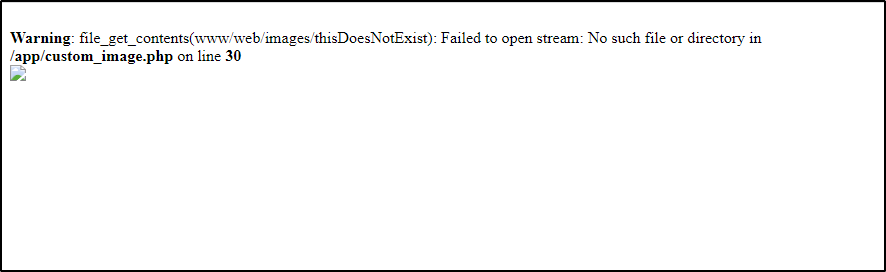 Warning: file_get_contents(www/web/images/thisDoesNotExist): Failed to open stream: No such file or directory in
/app/custom_image.php on line 30